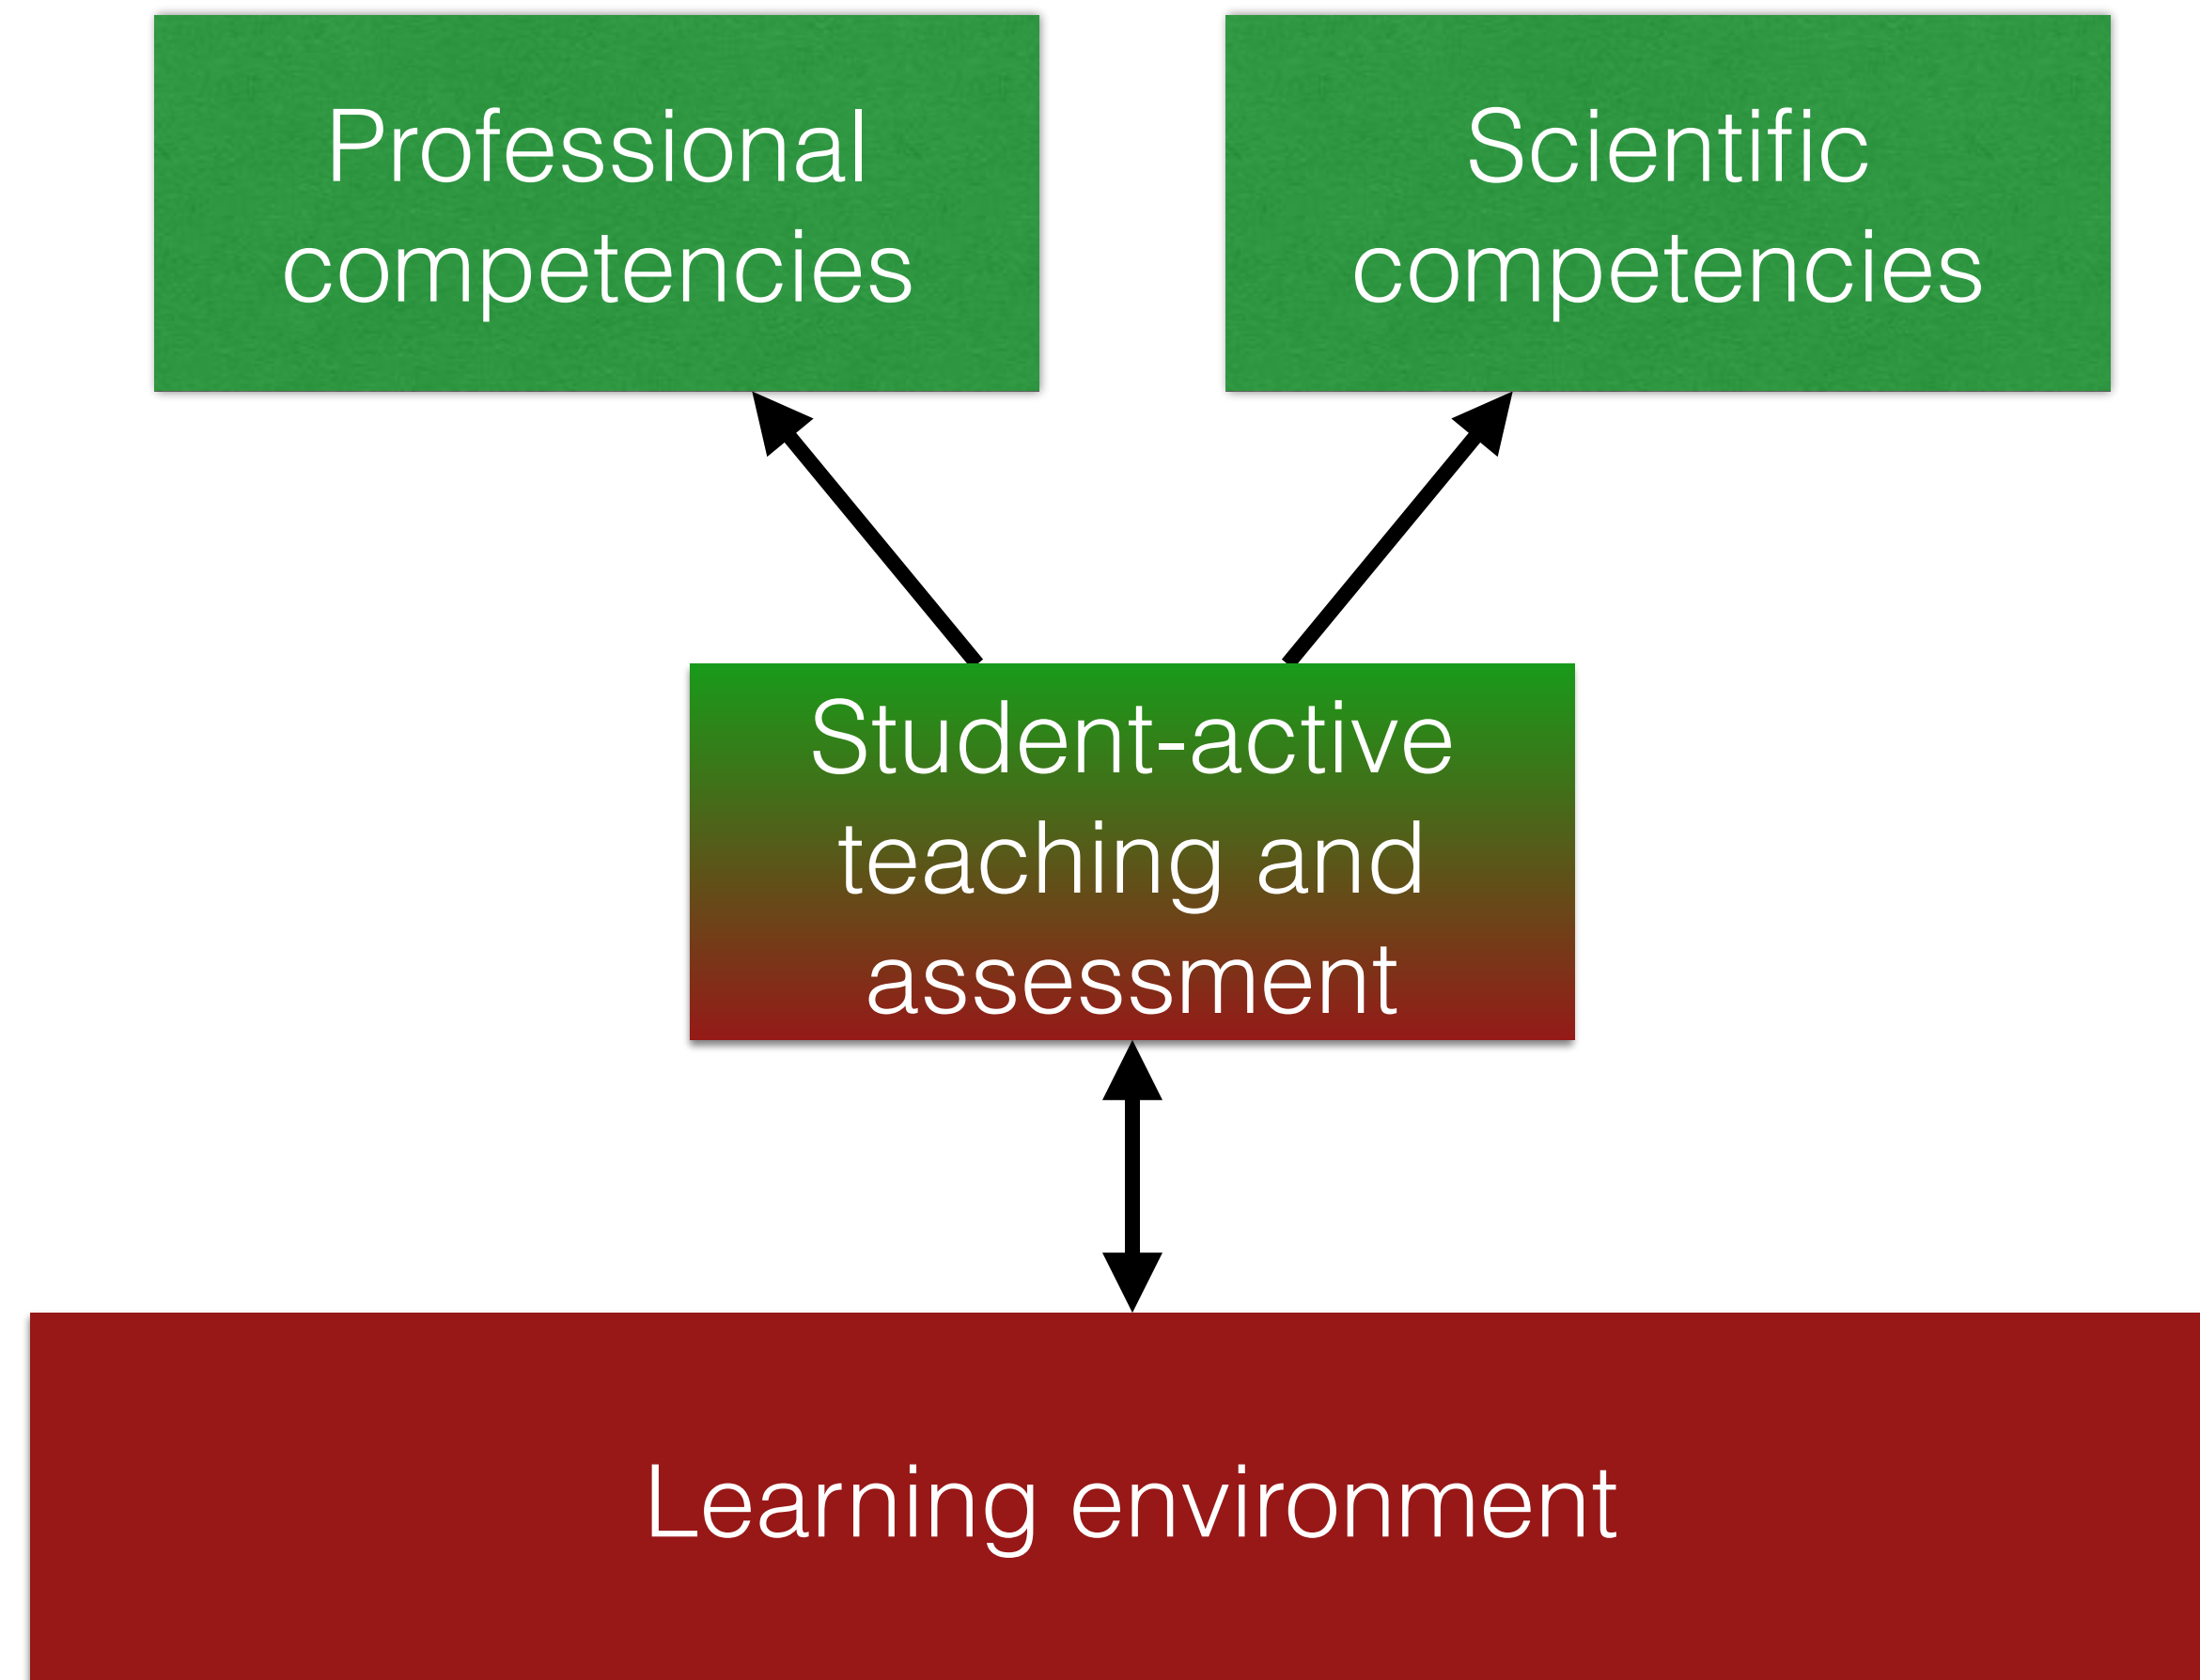 Professional
competencies
Scientific
competencies
Student-active
teaching and
assessment
Learning environment